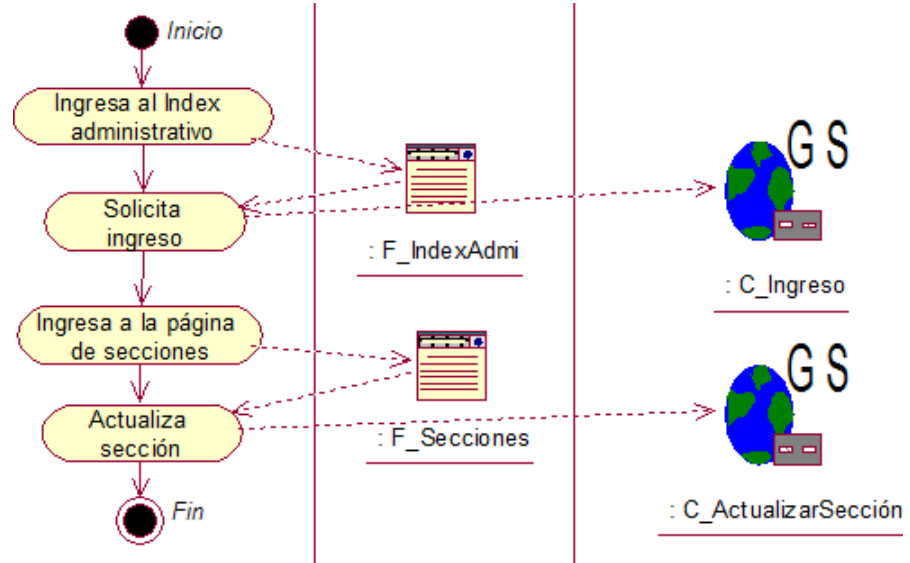 Inicio
Ingresa al Index
administrativo
Solicita
ingreso
: F_IndexAdmi
G S
: C_Ingreso
Ingresa a la página
de secciones
Actualiza
sección
: F_Secciones
G S
: C_ActualizarSección
Fin